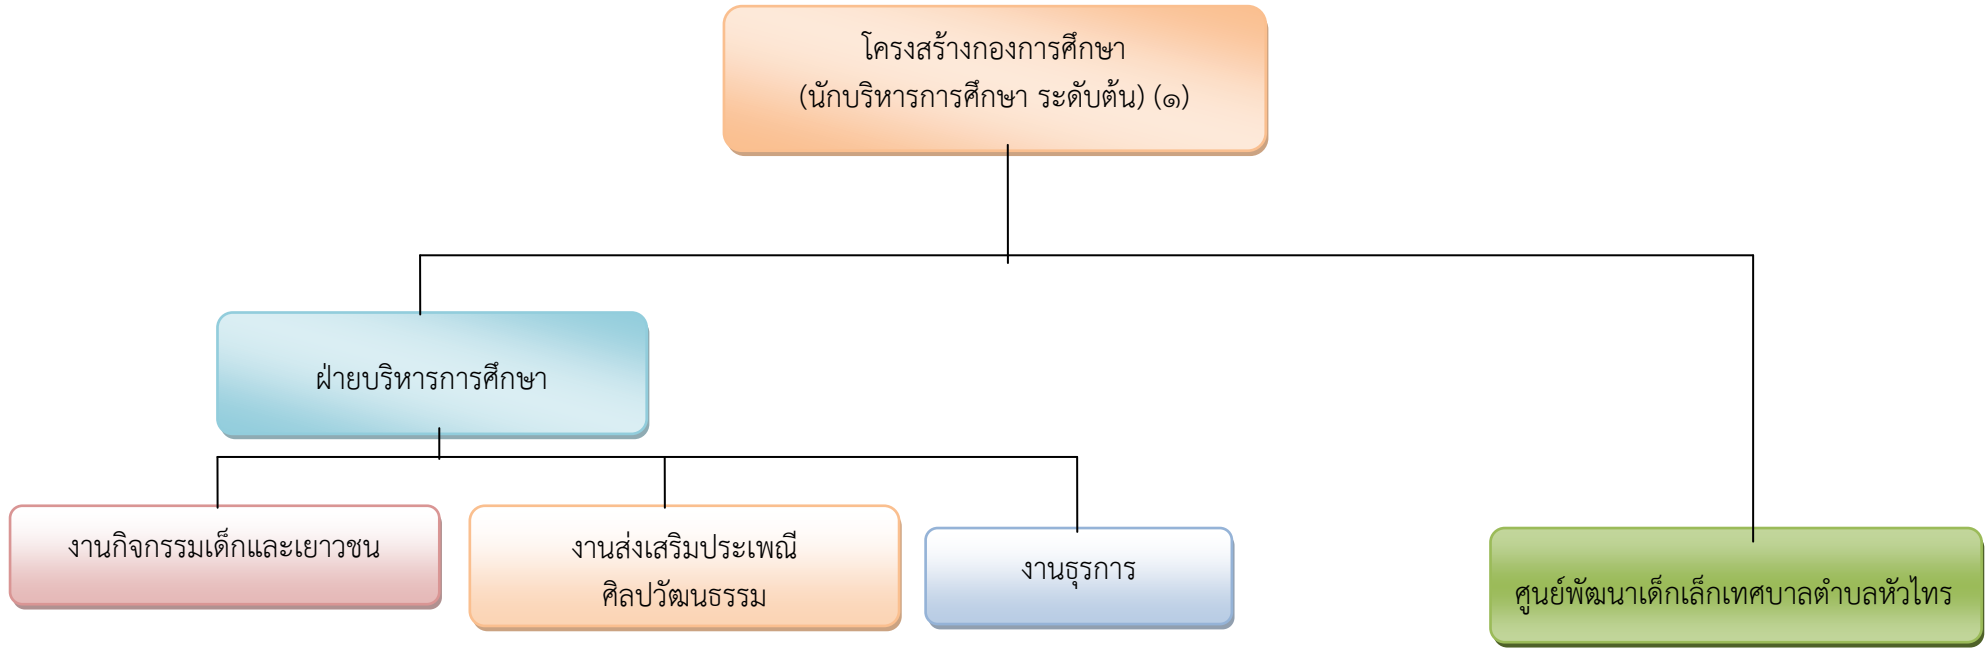 โครงสร้างกองการศึกษา
(นักบริหารการศึกษา ระดับต้น) (๑)
ฝ่ายบริหารการศึกษา
งานกิจกรรมเด็กและเยาวชน
งานส่งเสริมประเพณี
ศิลปวัฒนธรรม
งานธุรการ
ศูนย์พัฒนาเด็กเล็กเทศบาลตำบลหัวไทร